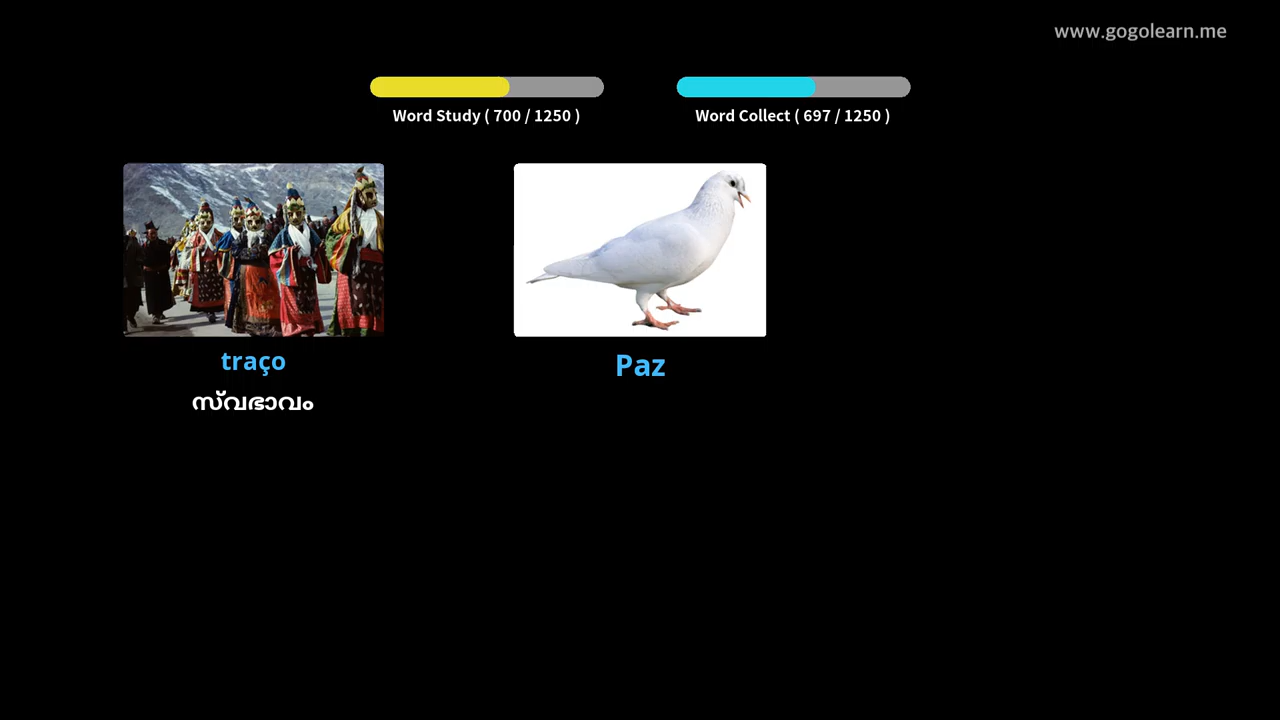 www.gogolearn.me
Word Study ( 700 / 1250 )
Word Collect ( 697 / 1250 )
traço
സ്വഭാവം
Paz